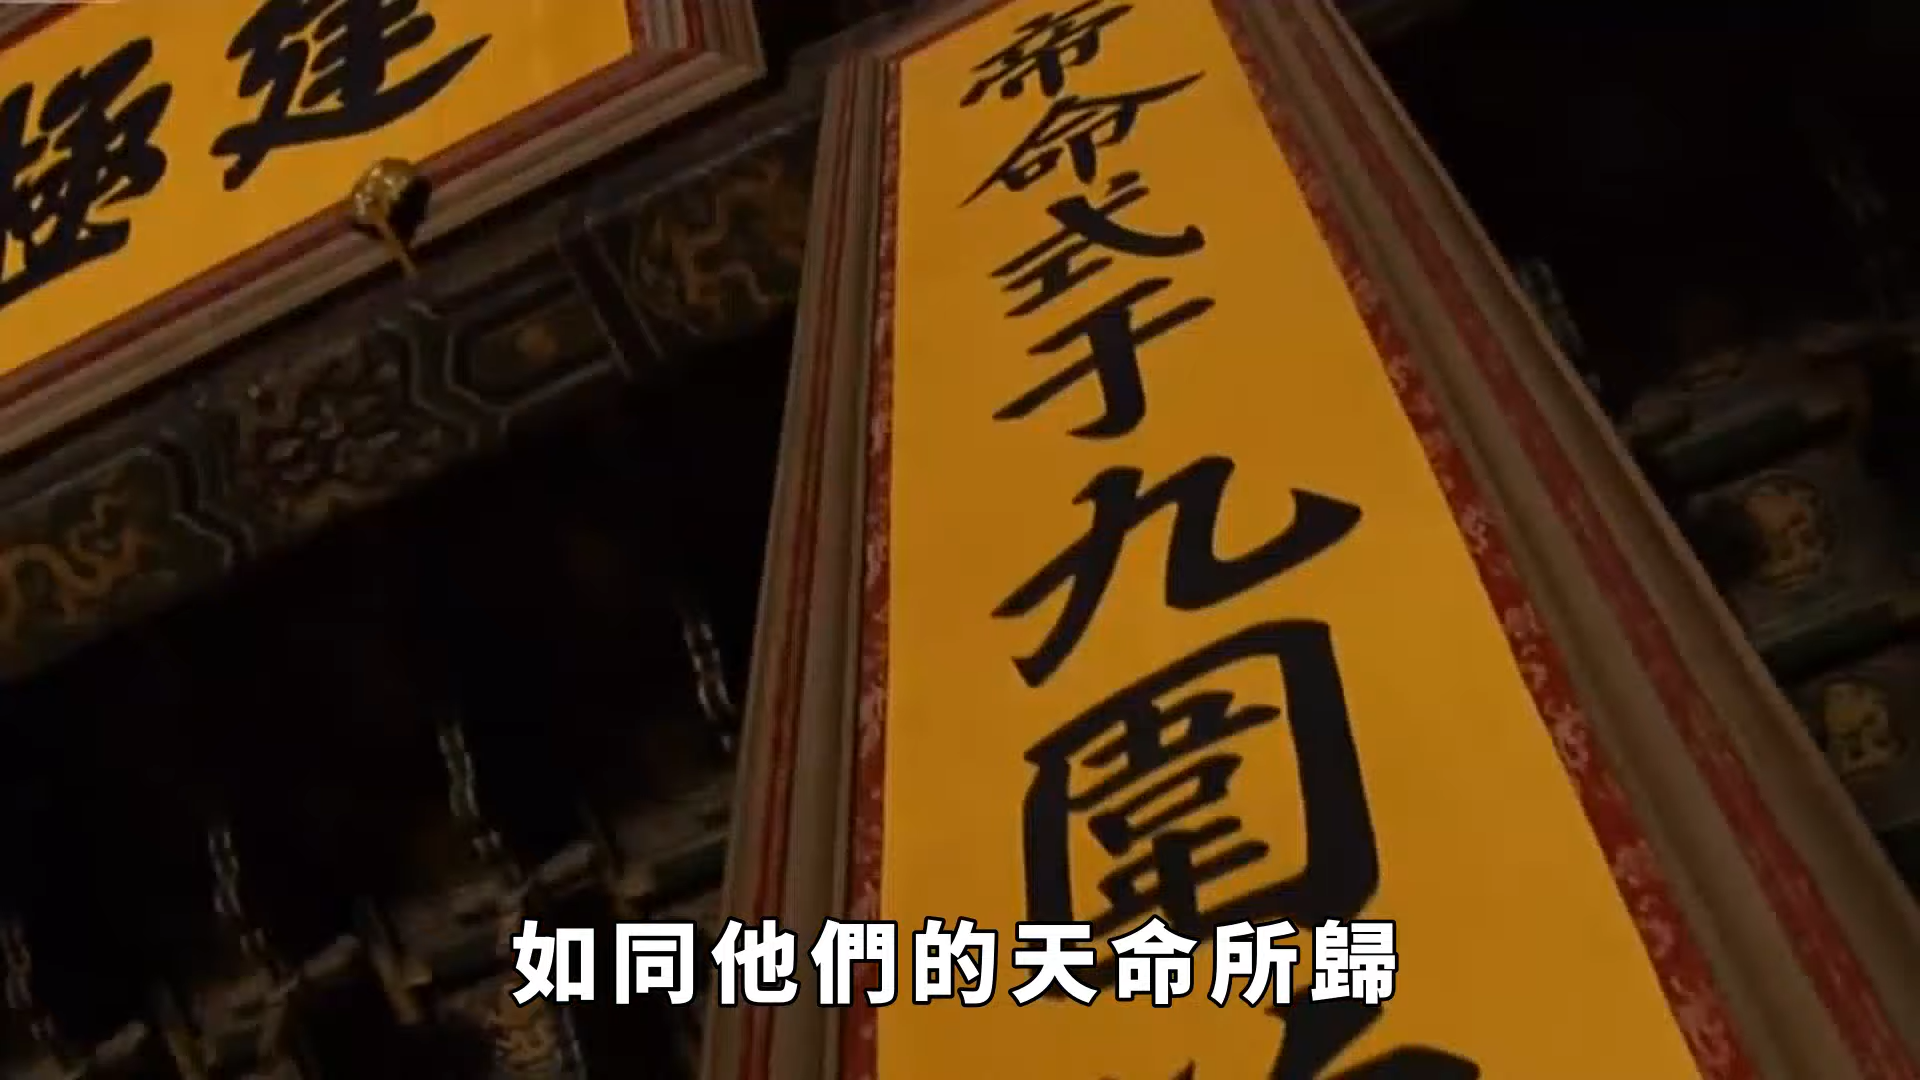 建極
帝命式于九圍
如同他們的天命所歸